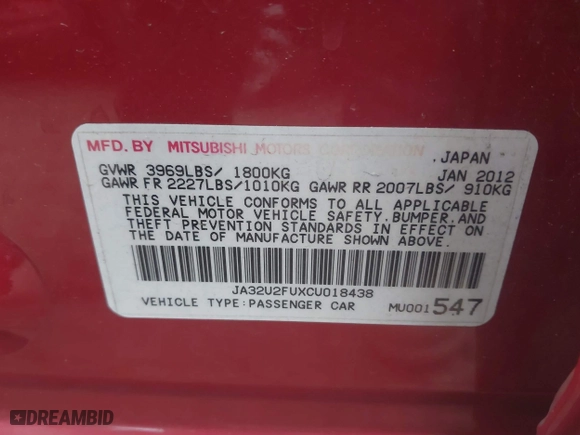 MFD. BY MITSUBISHI MOTORS CORPORATION
.JAPAN
GVWR 3969LBS/ 1800KG JAN 2012
GAWR FR 2227LBS/1010KG GAWR RR 2007LBS/ 910KG
THIS VEHICLE CONFORMS TO ALL APPLICABLE
FEDERAL MOTOR VEHICLE SAFETY.BUMPER.AND
THEFT PREVENTION STANDARDS IN EFFECT ON
THE DATE OF MANUFACTURE SHOWN ABOVE.
JA32U2FUXCU018438
VEHICLE TYPE:PASSENGER CAR MU001547
DREAMBID